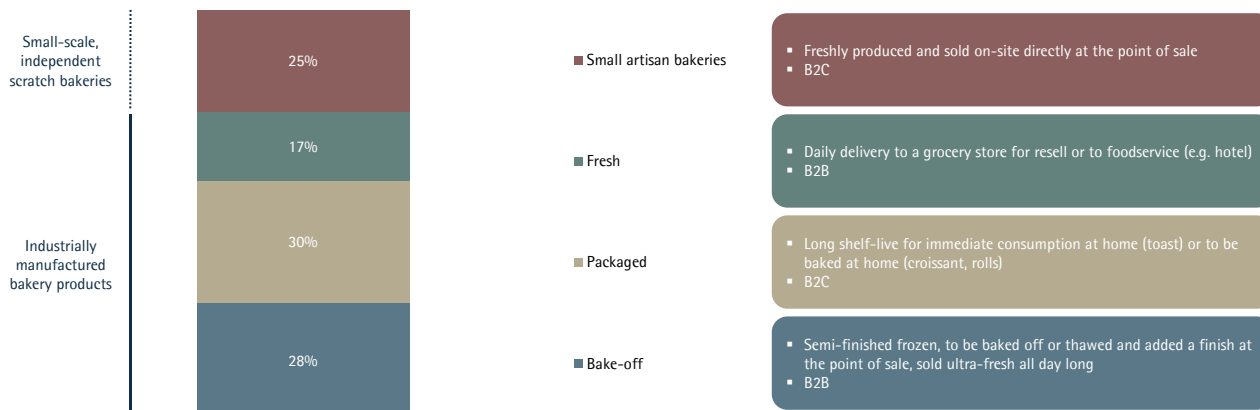 Small-scale,
independent
scratch bakeries
25%
▪ Small artisan bakeries
▪ Freshly produced and sold on-site directly at the point of sale
▪ B2C
17%
▪ Fresh
▪ Daily delivery to a grocery store for resell or to foodservice (e.g. hotel)
▪ B2B
Industrially
manufactured
bakery products
30%
▪ Packaged
▪ Long shelf-live for immediate consumption at home (toast) or to be
baked at home (croissant, rolls)
▪ B2C
28%
▪ Bake-off
▪ Semi-finished frozen, to be baked off or thawed and added a finish at
the point of sale, sold ultra-fresh all day long
▪ B2B